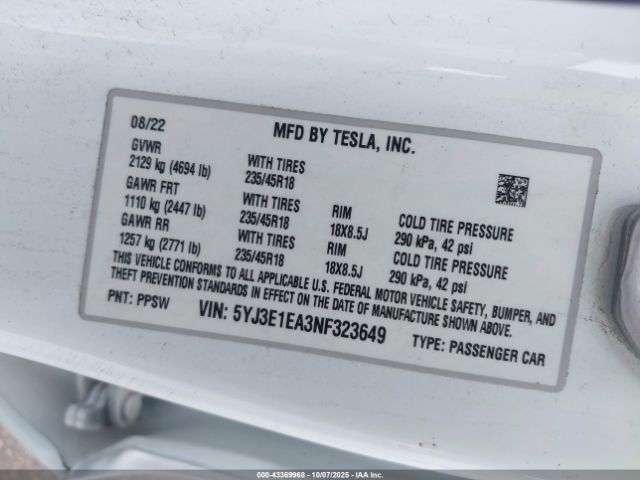 08/22 MFD BY TESLA, INC.
GVWR
2129 kg (4694 lb) WITH TIRES 235/45R18
GAWR FRT
1110 kg (2447 lb) WITH TIRES 235/45R18 RIM 18X8.5J COLD TIRE PRESSURE 290 kPa, 42 psi
GAWR RR
1257 kg (2771 lb) WITH TIRES 235/45R18 RIM 18X8.5J COLD TIRE PRESSURE 290 kPa, 42 psi
THIS VEHICLE CONFORMS TO ALL APPLICABLE U.S. FEDERAL MOTOR VEHICLE SAFETY, BUMPER, AND
THEFT PREVENTION STANDARDS IN EFFECT ON THE DATE OF MANUFACTURE SHOWN ABOVE.
PNT: PPSW VIN: 5YJ3E1EA3NF323649 TYPE: PASSENGER CAR
000-43369968 - 10/07/2025 - IAAI.COM